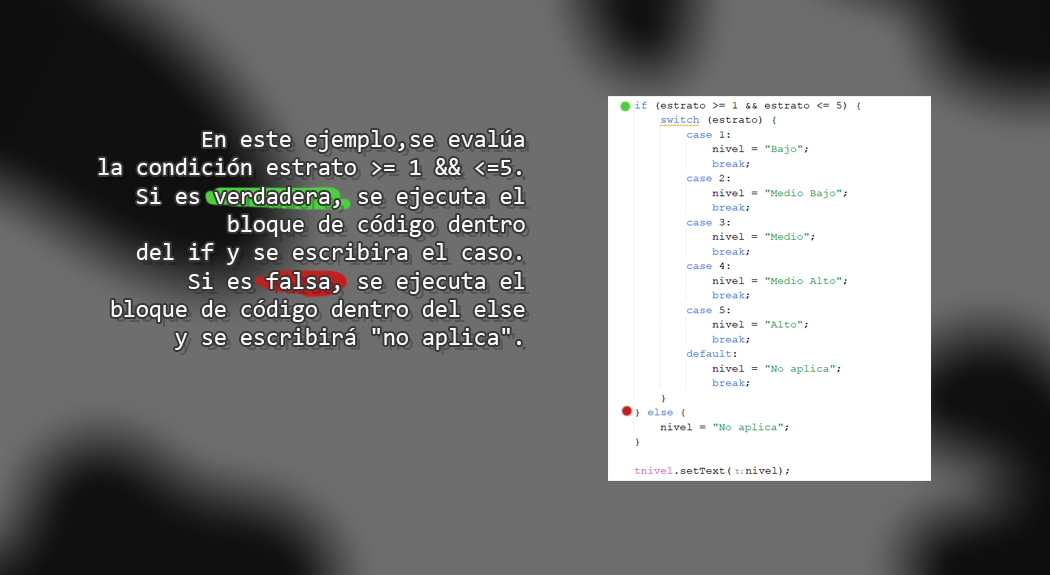 En este ejemplo,se evalúa
la condición estrato >= 1 && <=5.
Si es verdadera, se ejecuta el
bloque de código dentro
del if y se escribira el caso.
Si es falsa, se ejecuta el
bloque de código dentro del else
y se escribirá "no aplica".
if (estrato >= 1 && estrato <= 5) {
switch (estrato) {
case 1:
nivel = "Bajo";
break;
case 2:
nivel = "Medio Bajo";
break;
case 3:
nivel = "Medio";
break;
case 4:
nivel = "Medio Alto";
break;
case 5:
nivel = "Alto";
break;
default:
nivel = "No aplica";
break;
}
} else {
nivel = "No aplica";
}
tnivel.setText( t: nivel);